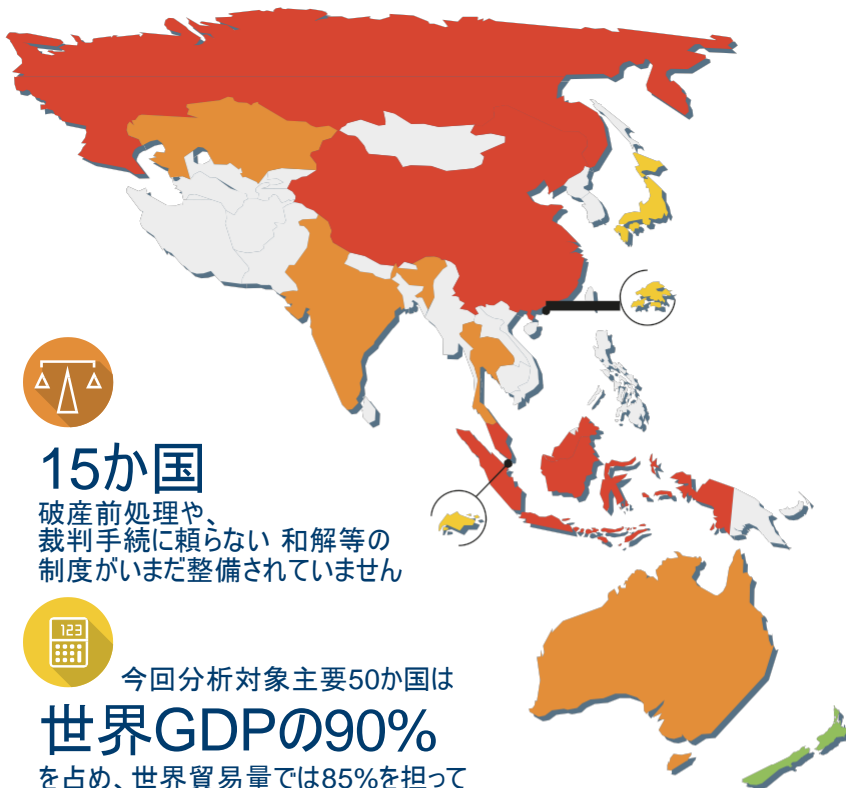 15か国
破産前処理や、
裁判手続に頼らない 和解等の
制度がいまだ整備されていません
123
今回分析対象主要50か国は
世界GDPの90%
を占め、世界貿易量では85%を担って